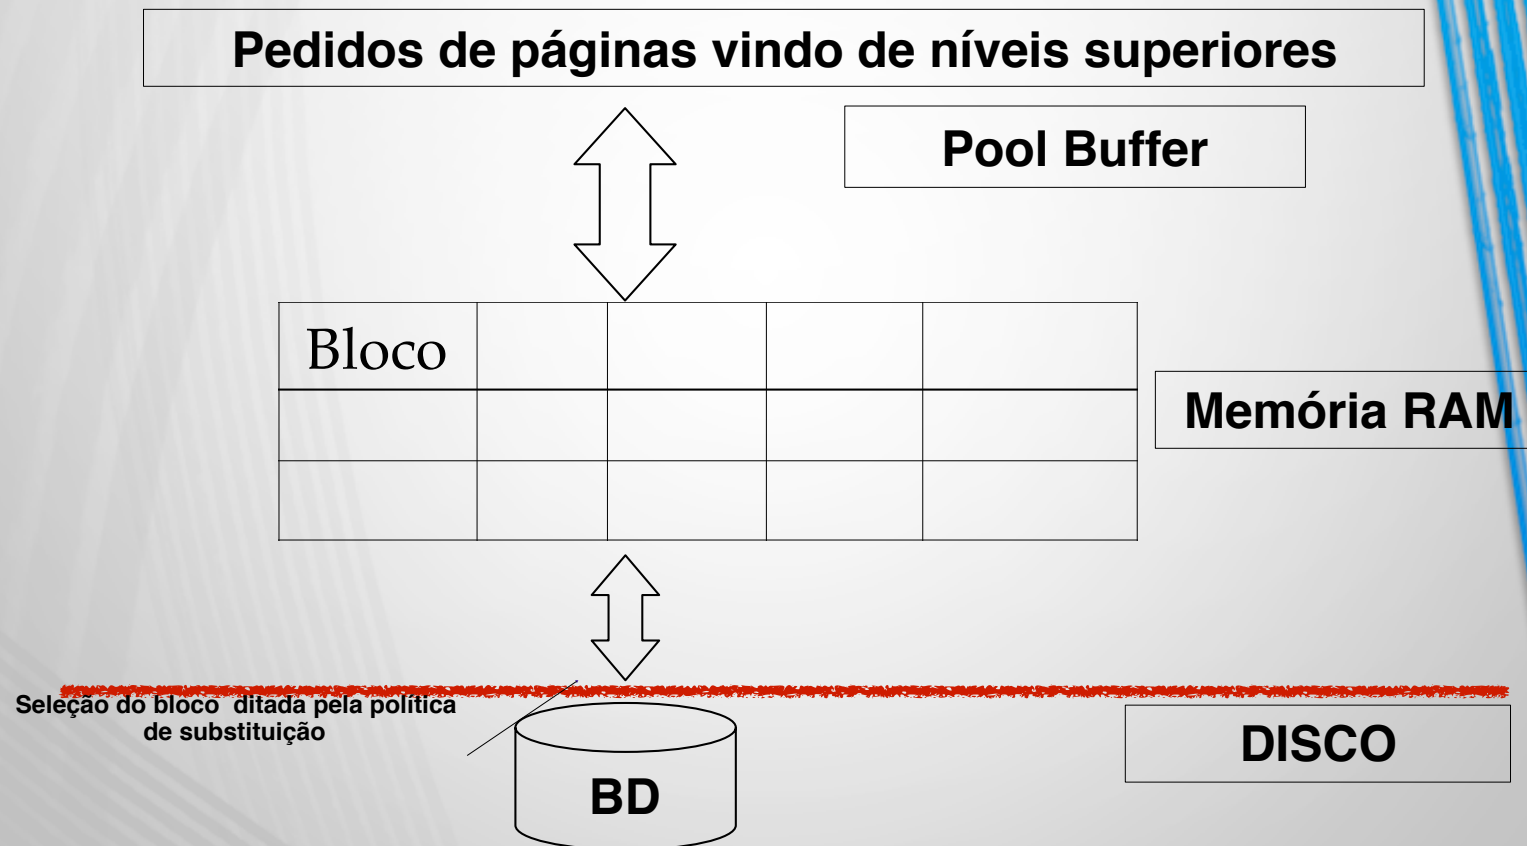 Pedidos de páginas vindo de níveis superiores
Pool Buffer
Bloco
Memória RAM
Seleção do bloco ditada pela política
de substituição
DISCO
BD